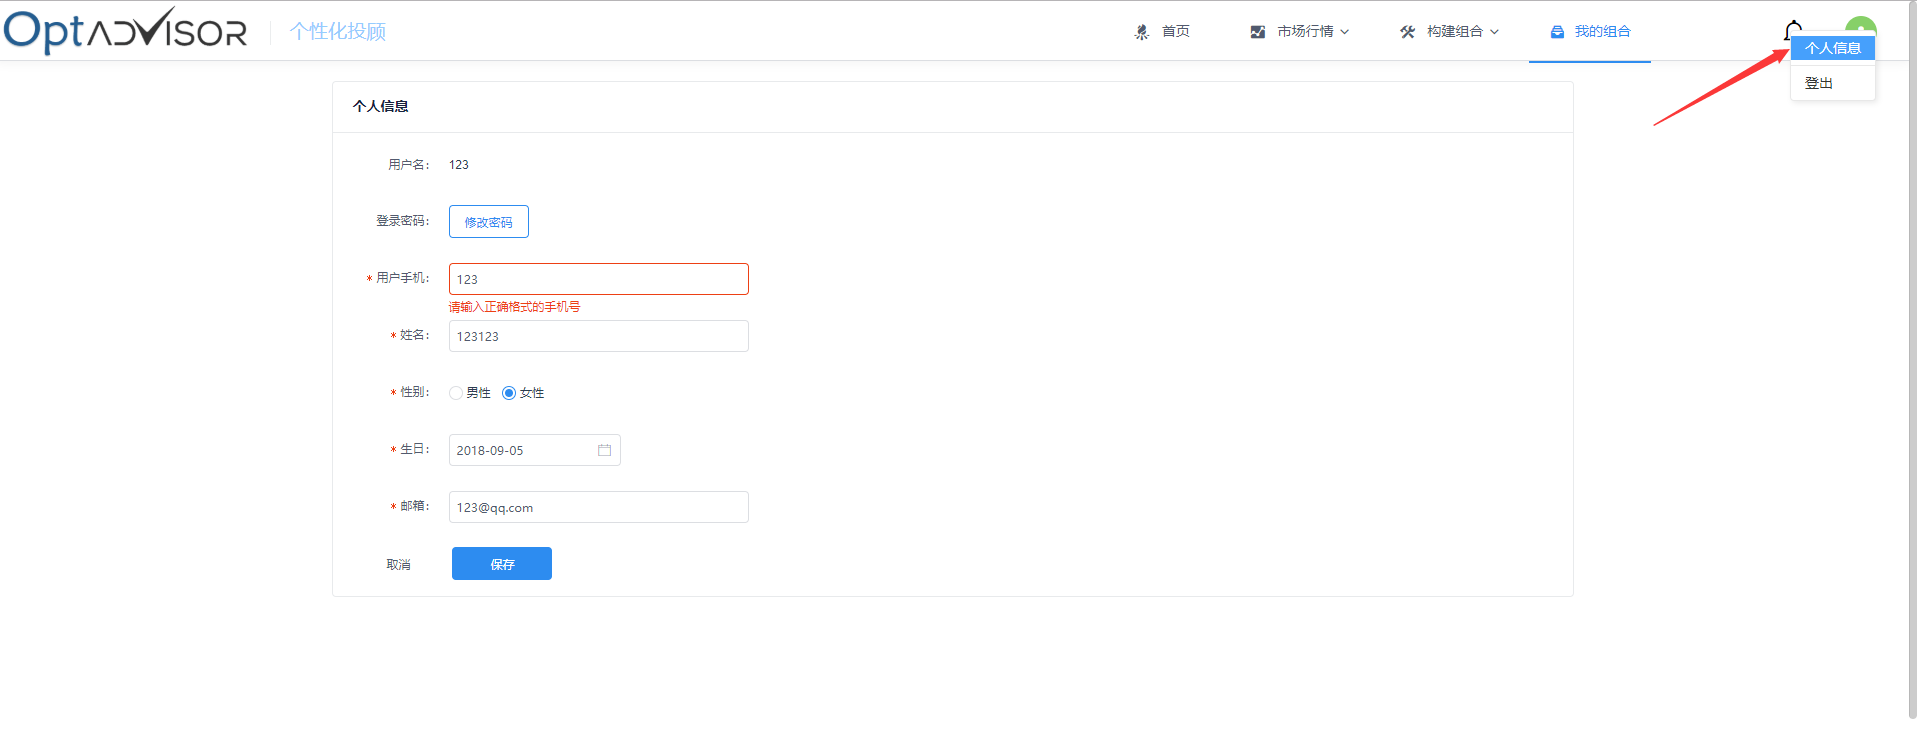 OptADVISOR 个性化投顾 首页 市场行情 构建组合 我的组合
个人信息
登出
个人信息
用户名: 123
登录密码: 修改密码
* 用户手机: 123
请输入正确格式的手机号
* 姓名: 123123
* 性别: 男性 女性
* 生日: 2018-09-05
* 邮箱: 123@qq.com
取消 保存